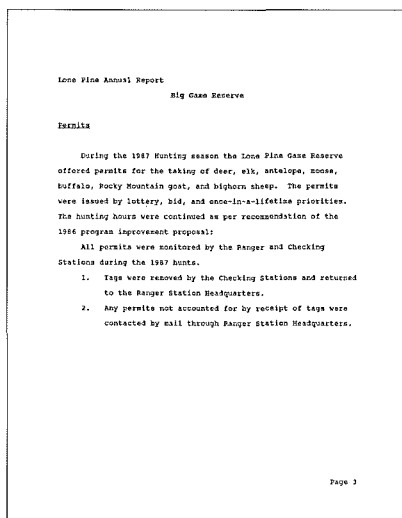 Lone Pine Annual Report
Big Game Reserve
Permits
During the 1987 Hunting season the Lone Pine Game Reserve
offered permits for the taking of deer, elk, antelope, moose,
buffalo, Rocky Mountain goat, and bighorn sheep. The permits
were issued by lottery, bid, and once-in-a-lifetime priorities.
The hunting hours were continued as per recommendation of the
1986 program improvement proposal:
All permits were monitored by the Ranger and Checking
Stations during the 1987 hunts.
1. Tags were removed by the Checking Stations and returned
to the Ranger Station Headquarters.
2. Any permits not accounted for by receipt of tags were
contacted by mail through Ranger Station Headquarters.
Page 3